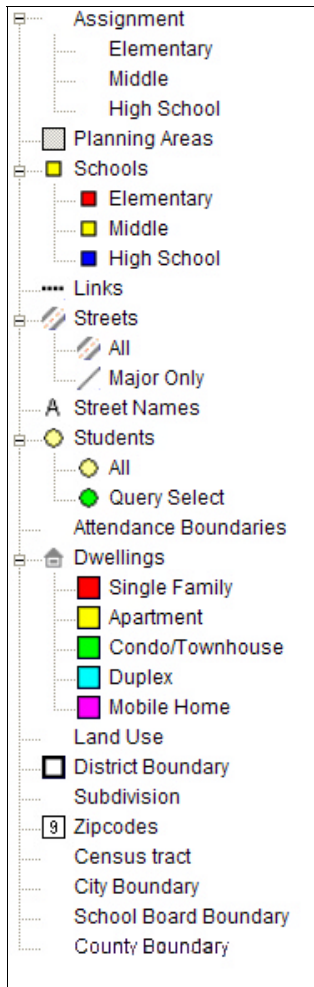 Assignment
Elementary
Middle
High School
Planning Areas
Schools
Elementary
Middle
High School
Links
Streets
All
Major Only
A Street Names
Students
All
Query Select
Attendance Boundaries
Dwellings
Single Family
Apartment
Condo/Townhouse
Duplex
Mobile Home
Land Use
District Boundary
Subdivision
9 Zipcodes
Census tract
City Boundary
School Board Boundary
County Boundary